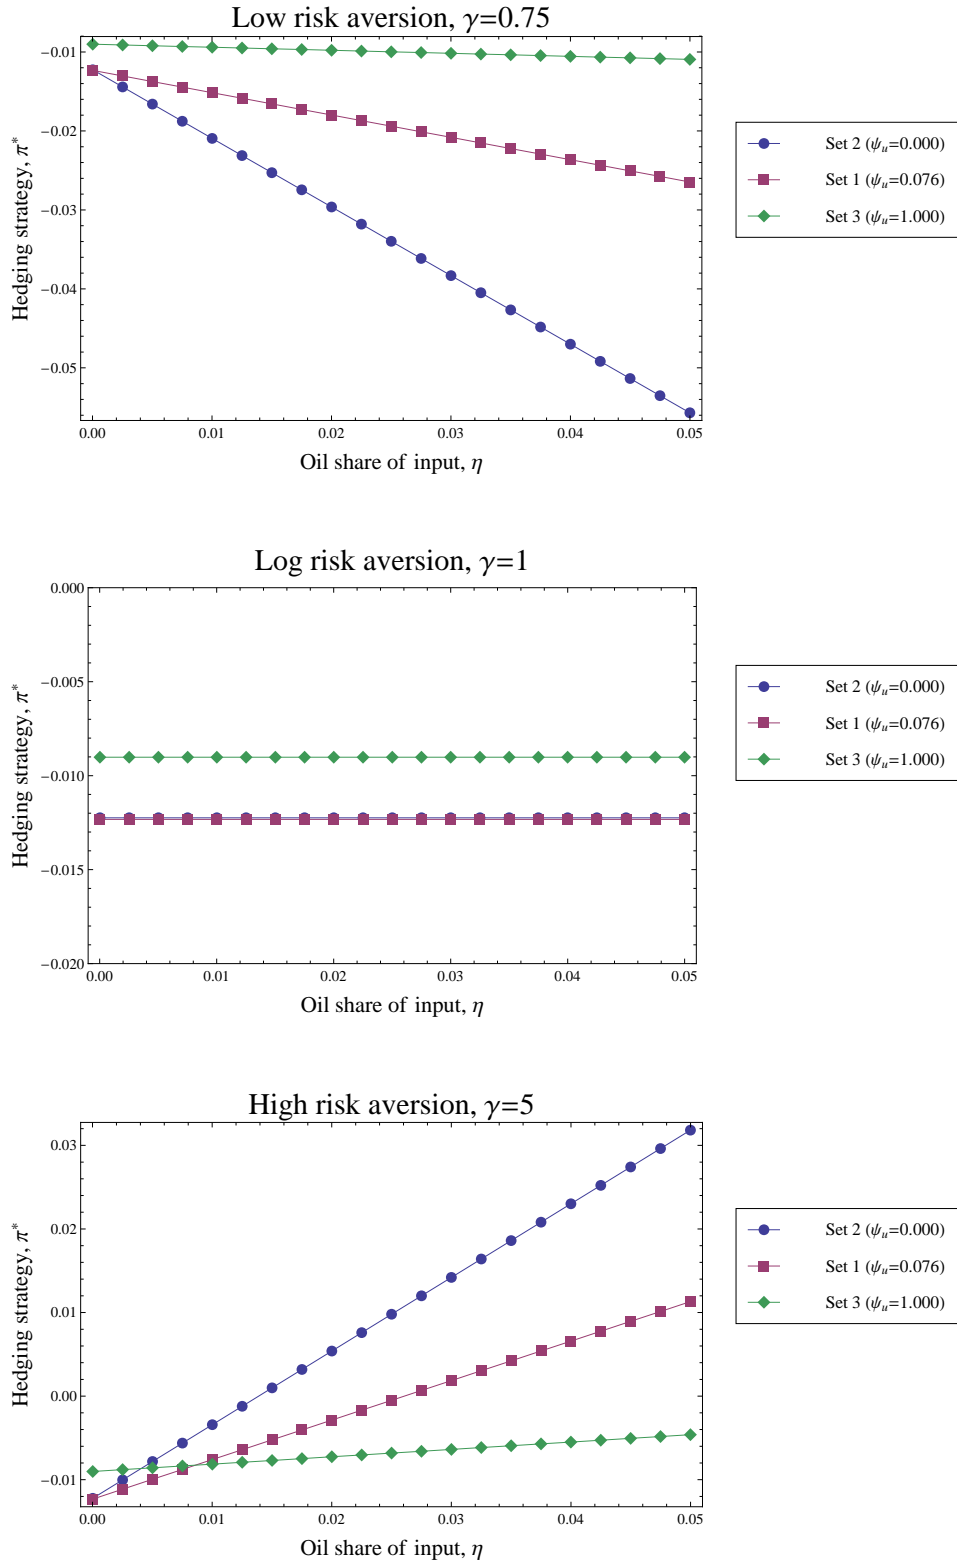 Low risk aversion, γ=0.75
−0.01
−0.02
−0.03
−0.04
−0.05
Hedging strategy, π*
0.00 0.01 0.02 0.03 0.04 0.05
Oil share of input, η
Set 2 (ψu=0.000)
Set 1 (ψu=0.076)
Set 3 (ψu=1.000)
Log risk aversion, γ=1
0.000
−0.005
−0.010
−0.015
−0.020
Hedging strategy, π*
0.00 0.01 0.02 0.03 0.04 0.05
Oil share of input, η
Set 2 (ψu=0.000)
Set 1 (ψu=0.076)
Set 3 (ψu=1.000)
High risk aversion, γ=5
0.03
0.02
0.01
0.00
−0.01
Hedging strategy, π*
0.00 0.01 0.02 0.03 0.04 0.05
Oil share of input, η
Set 2 (ψu=0.000)
Set 1 (ψu=0.076)
Set 3 (ψu=1.000)